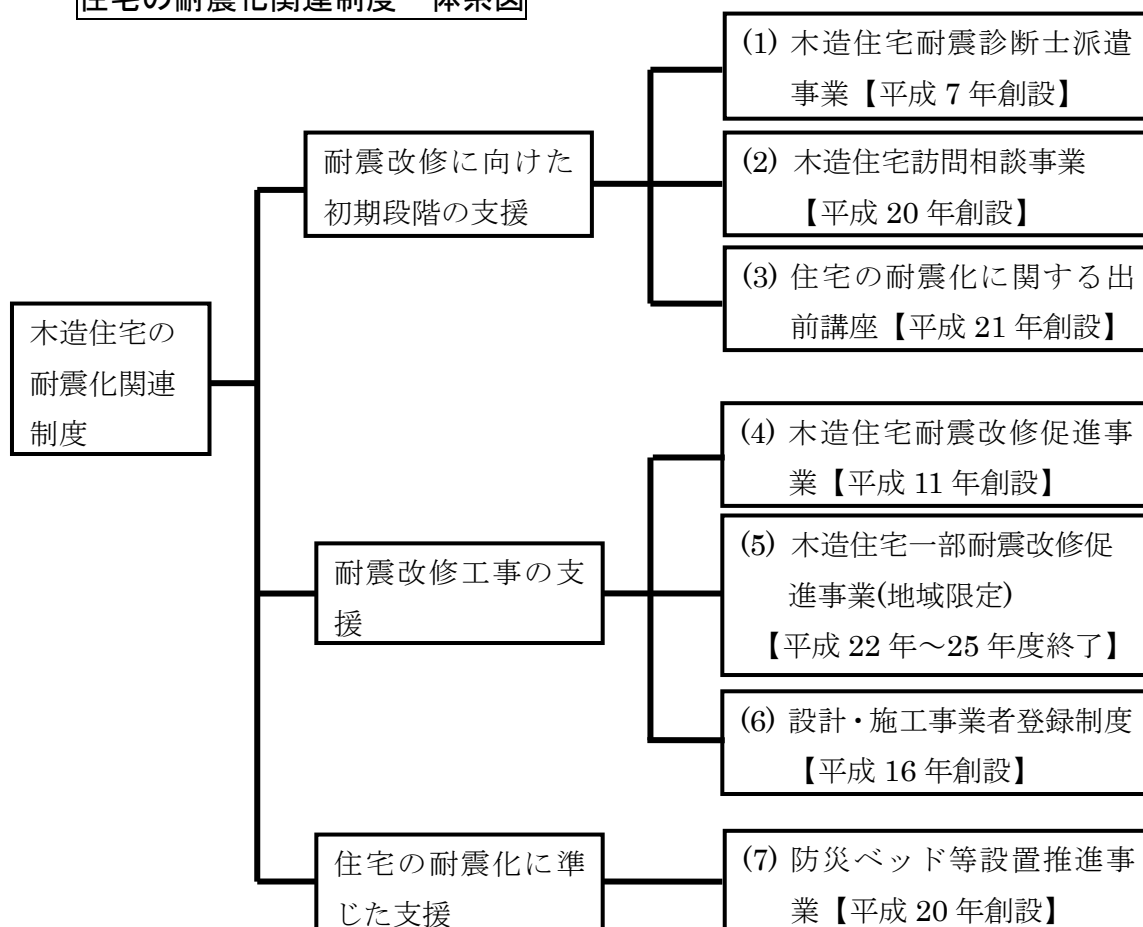 住宅の耐震化関連制度 体系図
(1) 木造住宅耐震診断士派遣
事業【平成 7 年創設】
耐震改修に向けた
初期段階の支援
(2) 木造住宅訪問相談事業
【平成 20 年創設】
(3) 住宅の耐震化に関する出
前講座【平成 21 年創設】
木造住宅の
耐震化関連
制度
(4) 木造住宅耐震改修促進事
業【平成 11 年創設】
耐震改修工事の支
援
(5) 木造住宅一部耐震改修促
進事業(地域限定)
【平成 22 年～25 年度終了】
(6) 設計・施工事業者登録制度
【平成 16 年創設】
住宅の耐震化に準
じた支援
(7) 防災ベッド等設置推進事
業【平成 20 年創設】